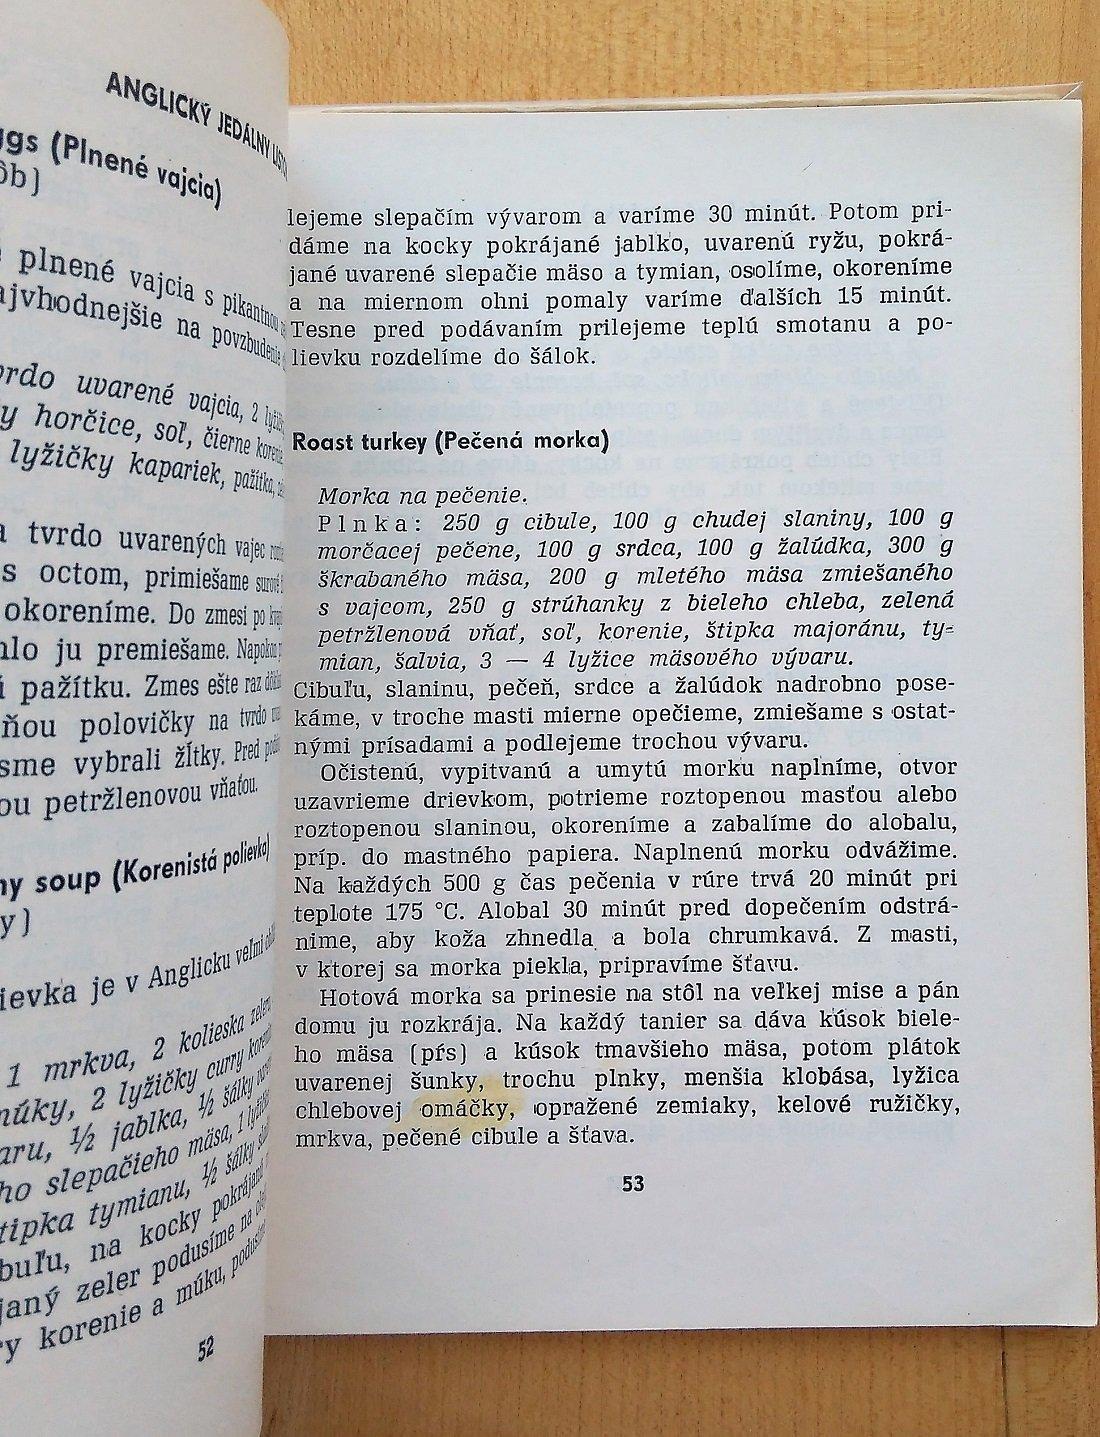 ANGLICKÝ JEDÁLNY
(Plnené vajcia)
plnené vajcia s pikantnou
ajvhodnejšie na povzbudenie
vrdo uvarené vajcia, 2
horčice, soľ, čierne
lyžičky kapariek, pažítka,
tvrdo uvarených vajec
s octom, primiešame surové
okoreníme. Do zmesi po
hlo ju premiešame. Napokon
pažítku. Zmes ešte raz
ňou polovičky na tvrdo
sme vybrali žĺtky. Pred
ou petržlenovou vňaťou.
ny soup (Korenistá polievka)
y)
ievka je v Anglicku veľmi
1 mrkva, 2 kolieska zeleru,
múky, 2 lyžičky curry
aru, ½ jablka, ½ šálky
ho slepačieho mäsa, 1
tipka tymianu, ½ šálky
buľu, na kocky pokrájanú
janý zeler podusíme na
ry korenie a múku,
52
lejeme slepačím vývarom a varíme 30 minút. Potom pri-
dáme na kocky pokrájané jablko, uvarenú ryžu, pokrá-
jané uvarené slepačie mäso a tymian, osolíme, okoreníme
a na miernom ohni pomaly varíme ďalších 15 minút.
Tesne pred podávaním prilejeme teplú smotanu a po-
lievku rozdelíme do šálok.
Roast turkey (Pečená morka)
Morka na pečenie.
Plnka: 250 g cibule, 100 g chudej slaniny, 100 g
morčacej pečene, 100 g srdca, 100 g žalúdka, 300 g
škrabaného mäsa, 200 g mletého mäsa zmiešaného
s vajcom, 250 g strúhanky z bieleho chleba, zelená
petržlenová vňať, soľ, korenie, štipka majoránu, ty-
mian, šalvia, 3 — 4 lyžice mäsového vývaru.
Cibuľu, slaninu, pečeň, srdce a žalúdok nadrobno pose-
káme, v troche masti mierne opečieme, zmiešame s ostat-
nými prísadami a podlejeme trochou vývaru.
Očistenú, vypitvanú a umytú morku naplníme, otvor
uzavrieme drievkom, potrieme roztopenou masťou alebo
roztopenou slaninou, okoreníme a zabalíme do alobalu,
príp. do mastného papiera. Naplnenú morku odvážime.
Na každých 500 g čas pečenia v rúre trvá 20 minút pri
teplote 175 °C. Alobal 30 minút pred dopečením odstrá-
nime, aby koža zhnedla a bola chrumkavá. Z masti,
v ktorej sa morka piekla, pripravíme šťavu.
Hotová morka sa prinesie na stôl na veľkej mise a pán
domu ju rozkrája. Na každý tanier sa dáva kúsok biele-
ho mäsa (pŕs) a kúsok tmavšieho mäsa, potom plátok
uvarenej šunky, trochu plnky, menšia klobása, lyžica
chlebovej omáčky, opražené zemiaky, kelové ružičky,
mrkva, pečené cibule a šťava.
53